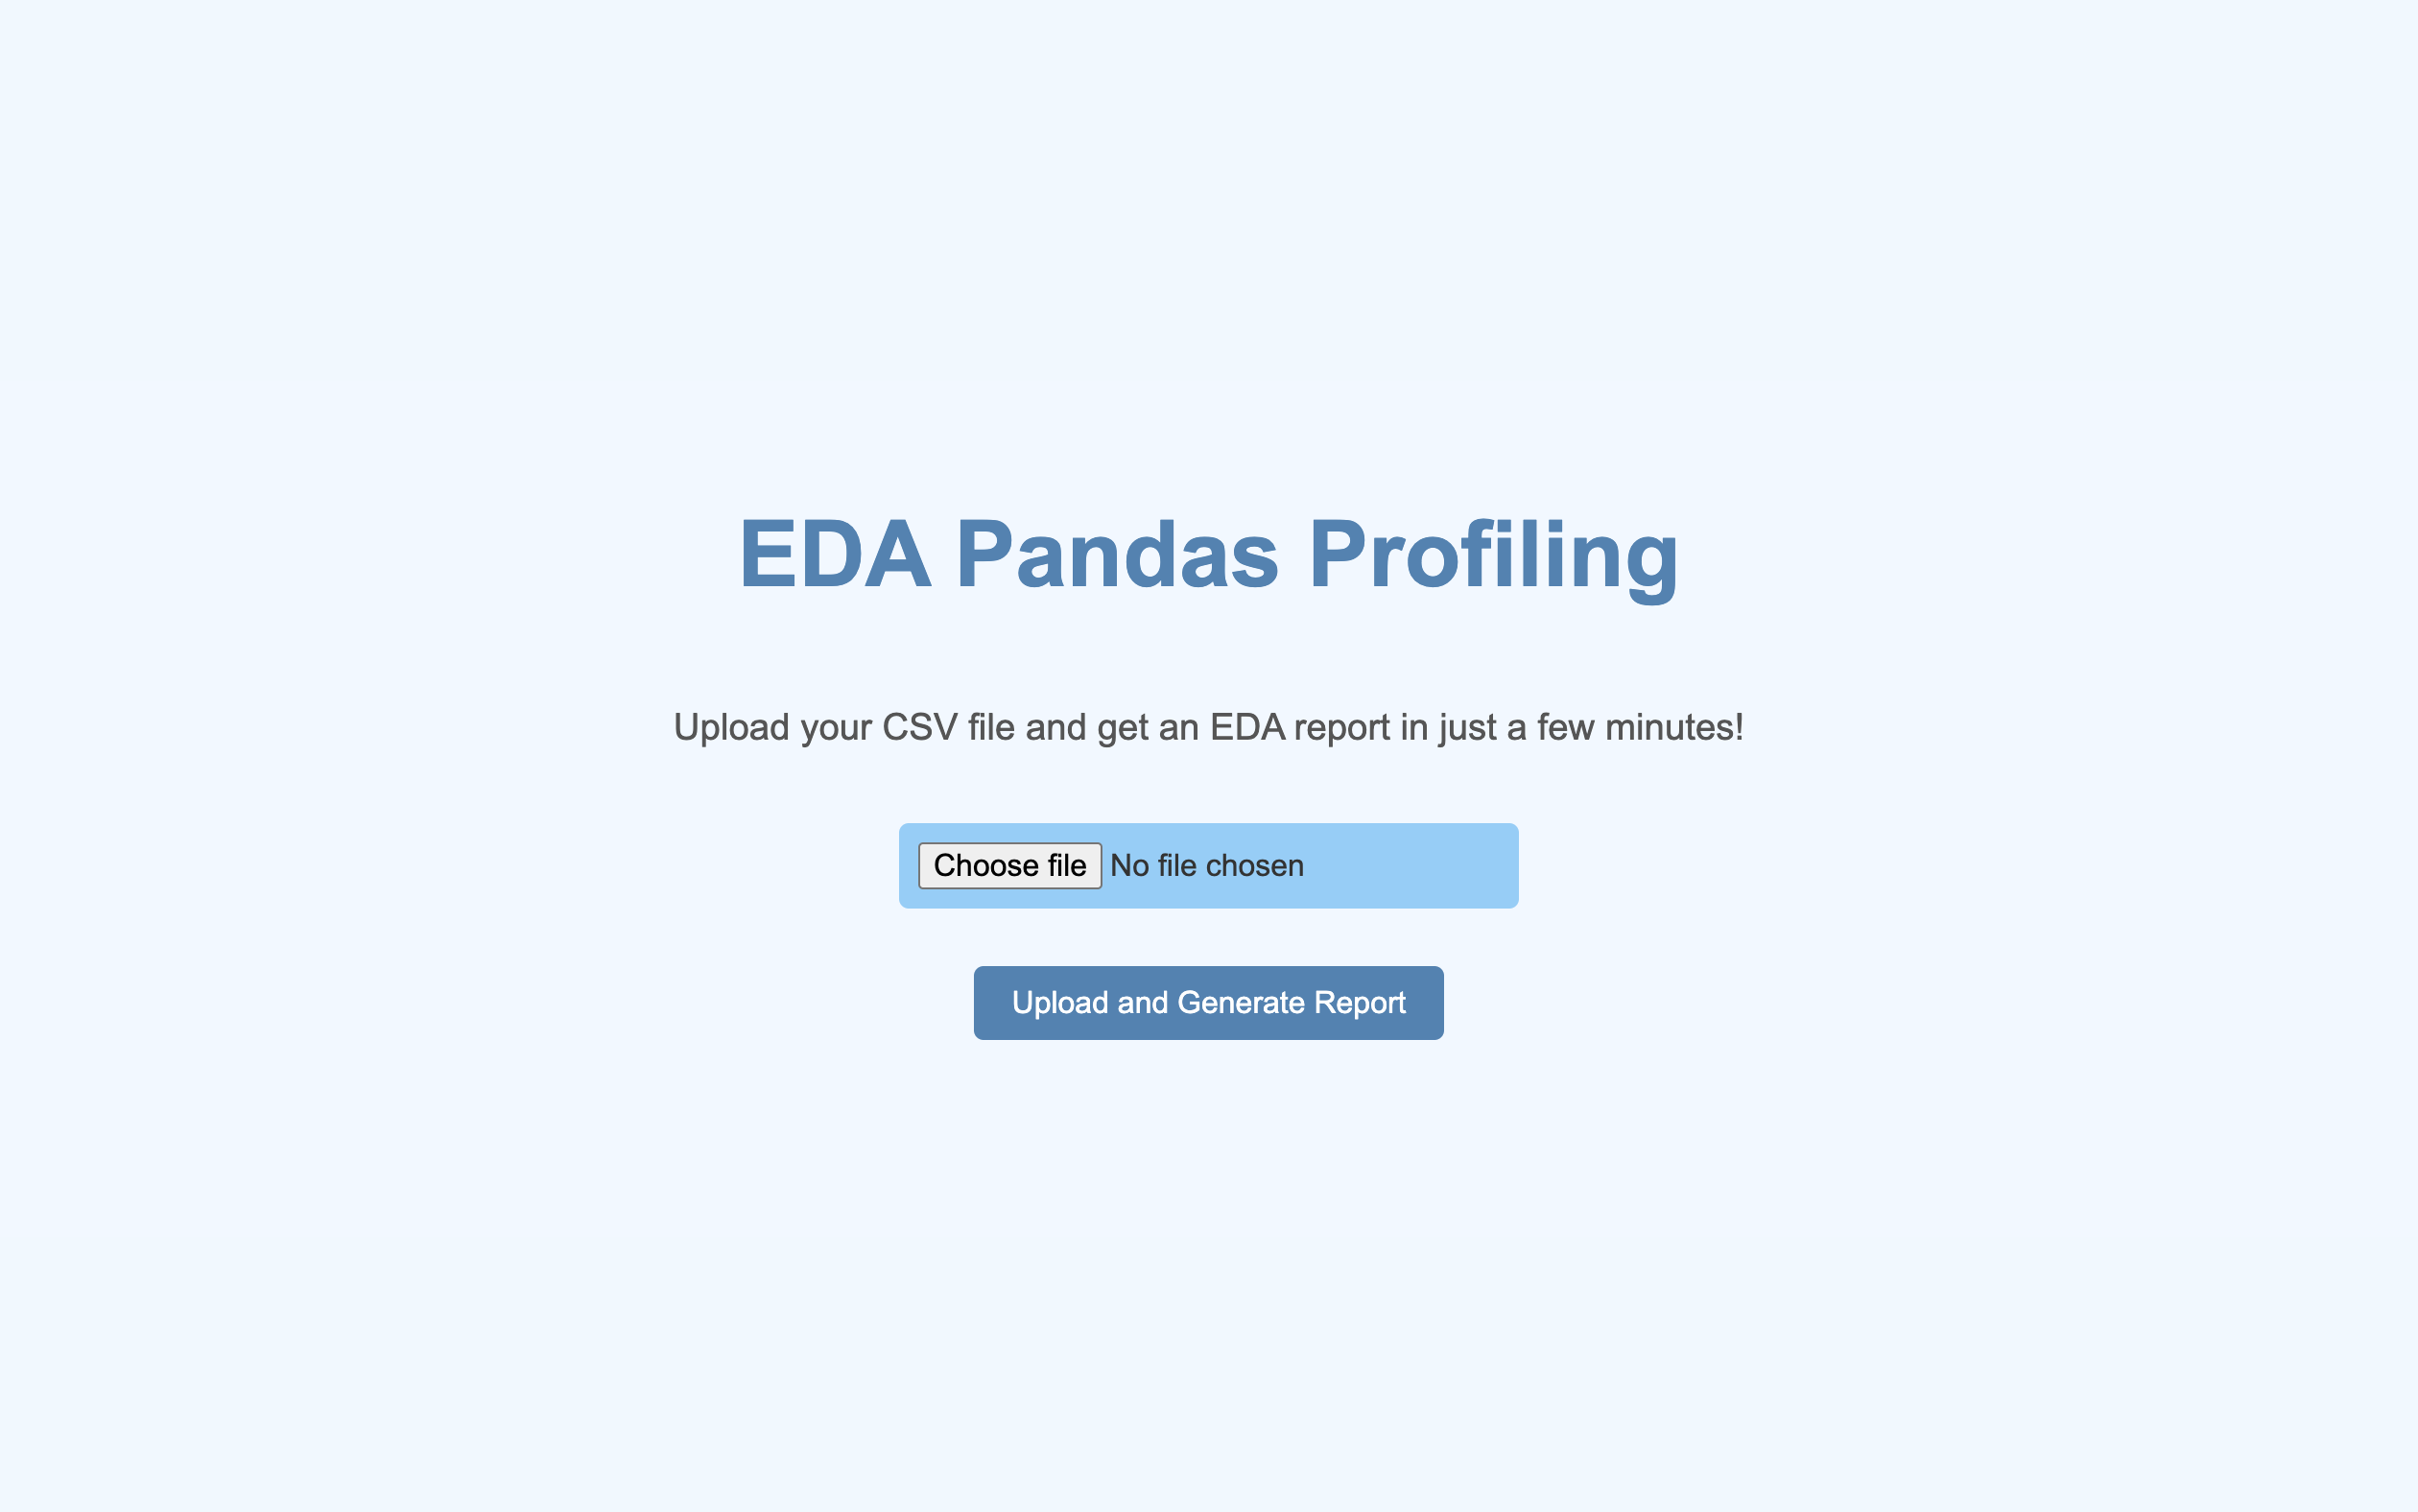 EDA Pandas Profiling
Upload your CSV file and get an EDA report in just a few minutes!
Choose file No file chosen
Upload and Generate Report